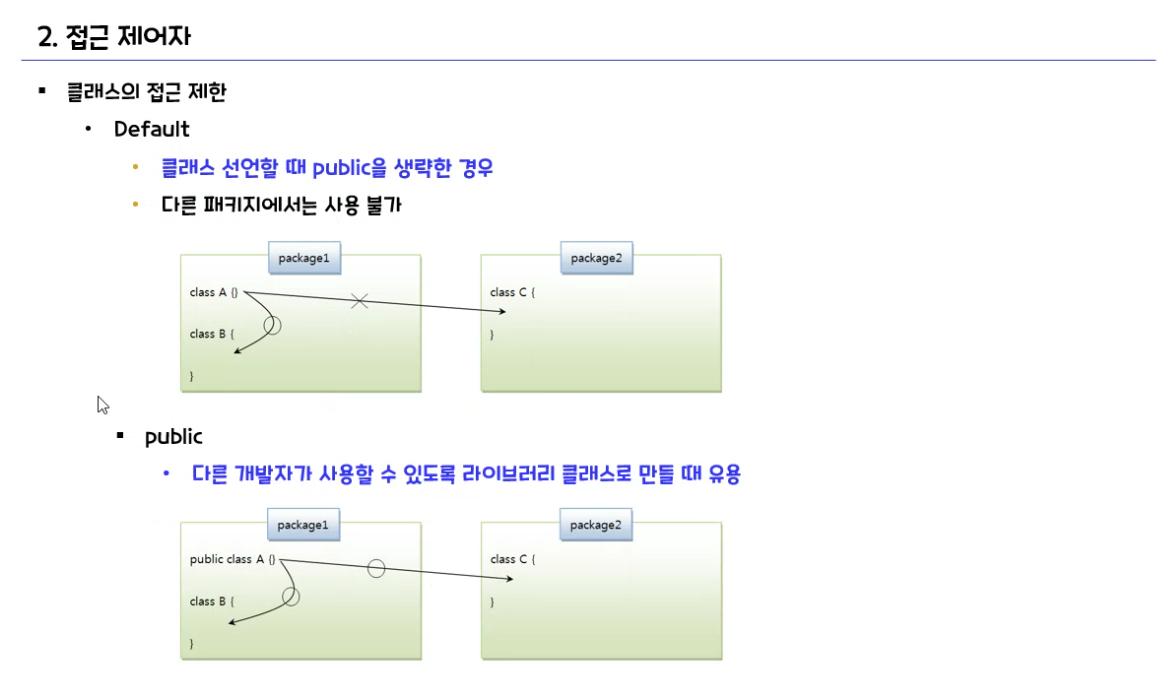 2. 접근 제어자
▪ 클래스의 접근 제한
• Default
• 클래스 선언할 때 public을 생략한 경우
• 다른 패키지에서는 사용 불가
package1
class A {}
class B {
}
package2
class C {
}
▪ public
• 다른 개발자가 사용할 수 있도록 라이브러리 클래스로 만들 때 유용
package1
public class A {}
class B {
}
package2
class C {
}